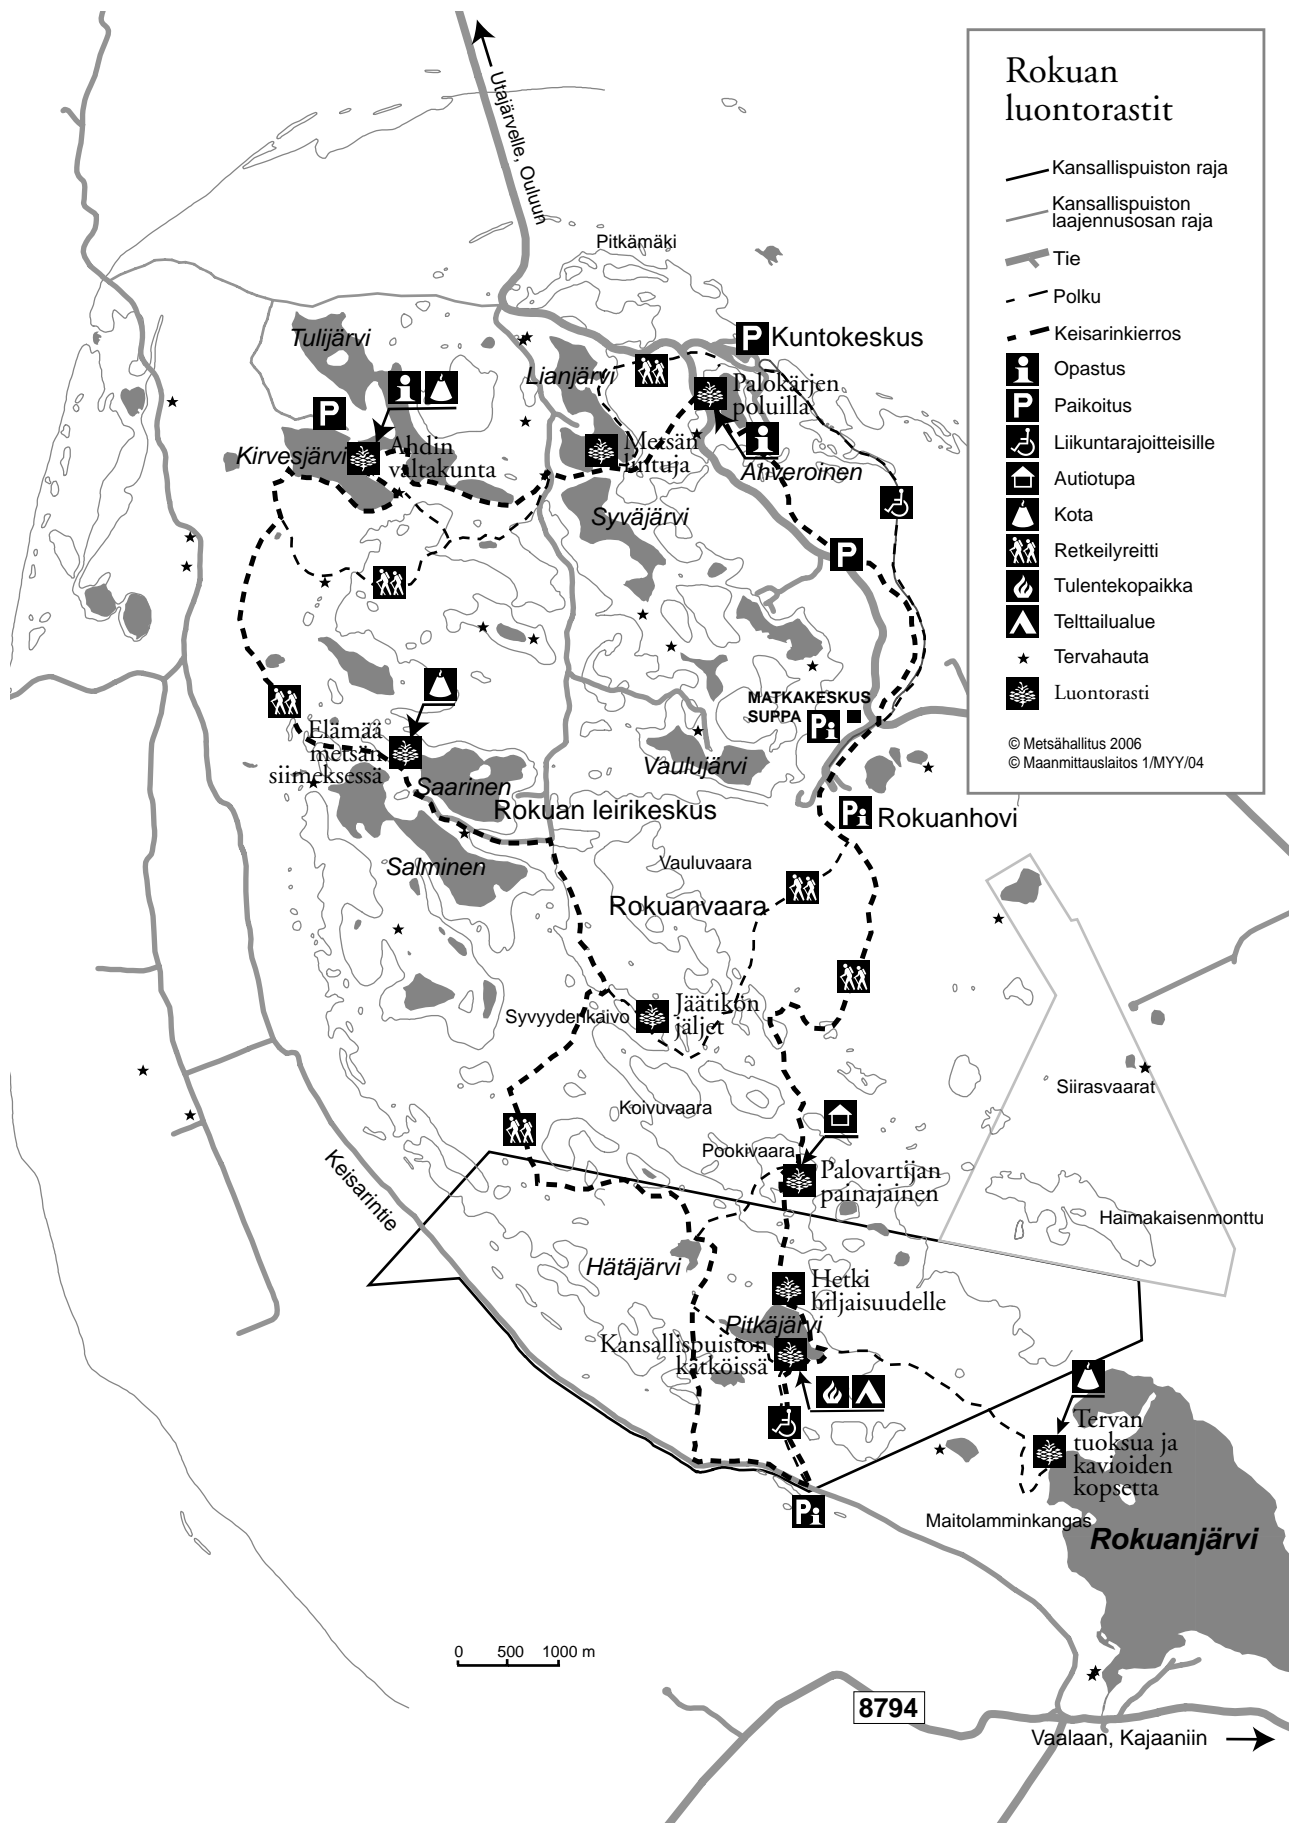 Rokuan
luontorastit
Kansallispuiston raja
Kansallispuiston
laajennusosan raja
Tie
Polku
Keisarinkierros
Opastus
Paikoitus
Liikuntarajoitteisille
Autiotupa
Kota
Retkeilyreitti
Tulentekopaikka
Telttailualue
Tervahauta
Luontorasti
© Metsähallitus 2006
© Maanmittauslaitos 1/MYY/04
Utajärvelle, Ouluun
Pitkämäki
Tulijärvi
P
Kuntokeskus
Lianjärvi
Palokärjen
poluilla
P
Kirvesjärvi
Ahdin
valtakunta
Metsän
lintuja
Ahveroinen
Syväjärvi
P
MATKAKESKUS
SUPPA
P
Elämää
metsän
siimeksessä
Saarinen
Vaulujärvi
Rokuan leirikeskus
P
Rokuanhovi
Salminen
Vauluvaara
Rokuanvaara
Syvyydenkaivo
Jäätikön
jäljet
Siirasvaarat
Koivuvaara
Pookivaara
Keisarintie
Palovartijan
painajainen
Haimakaisenmonttu
Hätäjärvi
Hetki
hiljaisuudelle
Pitkäjärvi
Kansallispuiston
katköissä
Tervan
tuoksua ja
kavioiden
kopsetta
P
Maitolamminkangas
Rokuanjärvi
0 500 1000 m
8794
Vaalaan, Kajaaniin